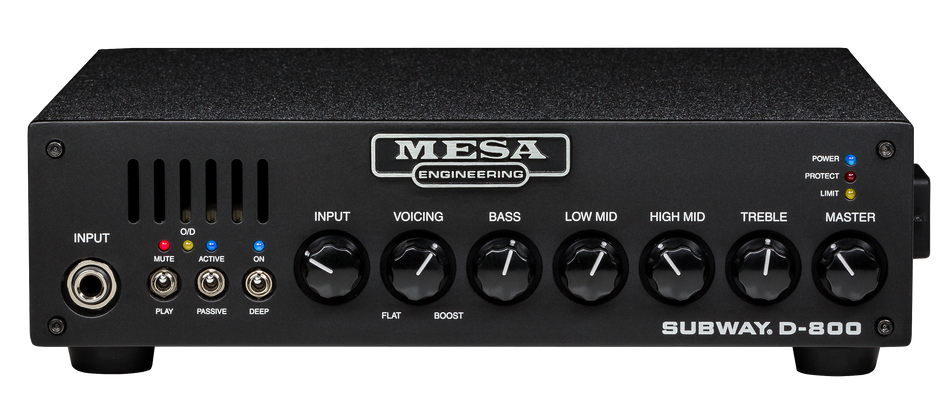 MESA
ENGINEERING
POWER
PROTECT
LIMIT
INPUT
INPUT
VOICING
BASS
LOW MID
HIGH MID
TREBLE
MASTER
O/D
MUTE
ACTIVE
ON
PLAY
PASSIVE
DEEP
FLAT
BOOST
SUBWAY. D-800